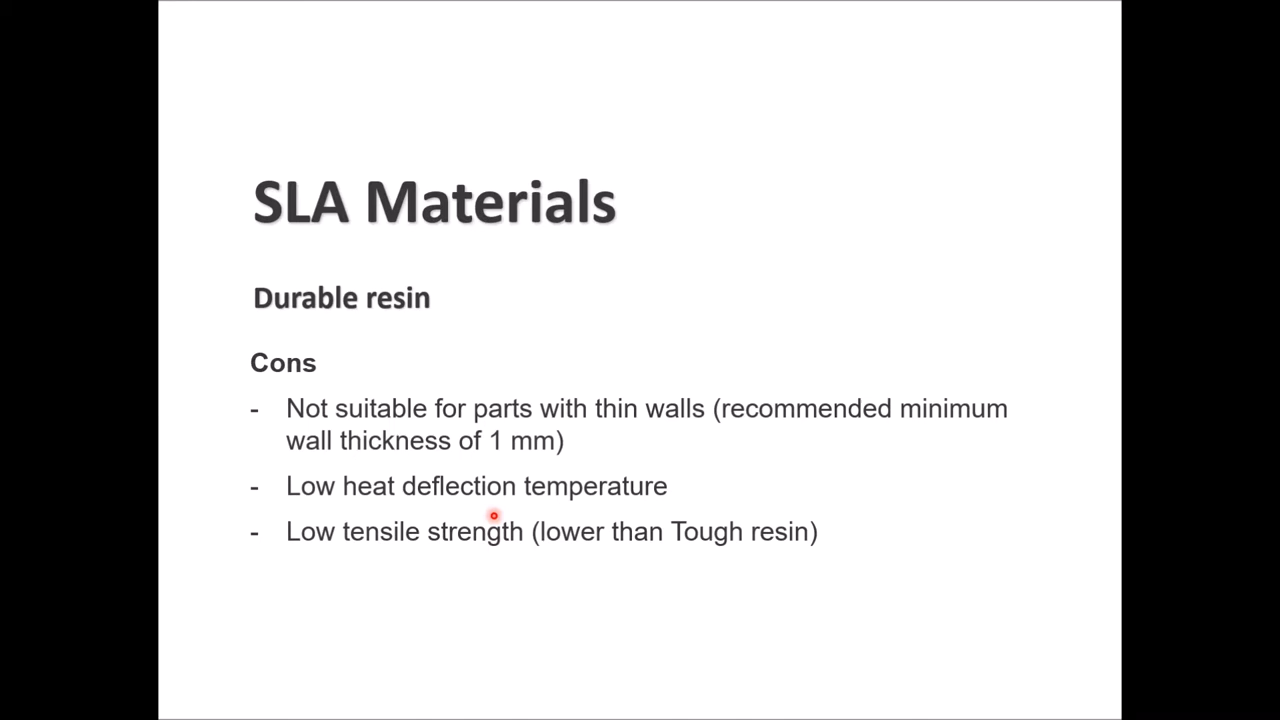 SLA Materials
Durable resin
Cons
- Not suitable for parts with thin walls (recommended minimum
wall thickness of 1 mm)
- Low heat deflection temperature
- Low tensile strength (lower than Tough resin)